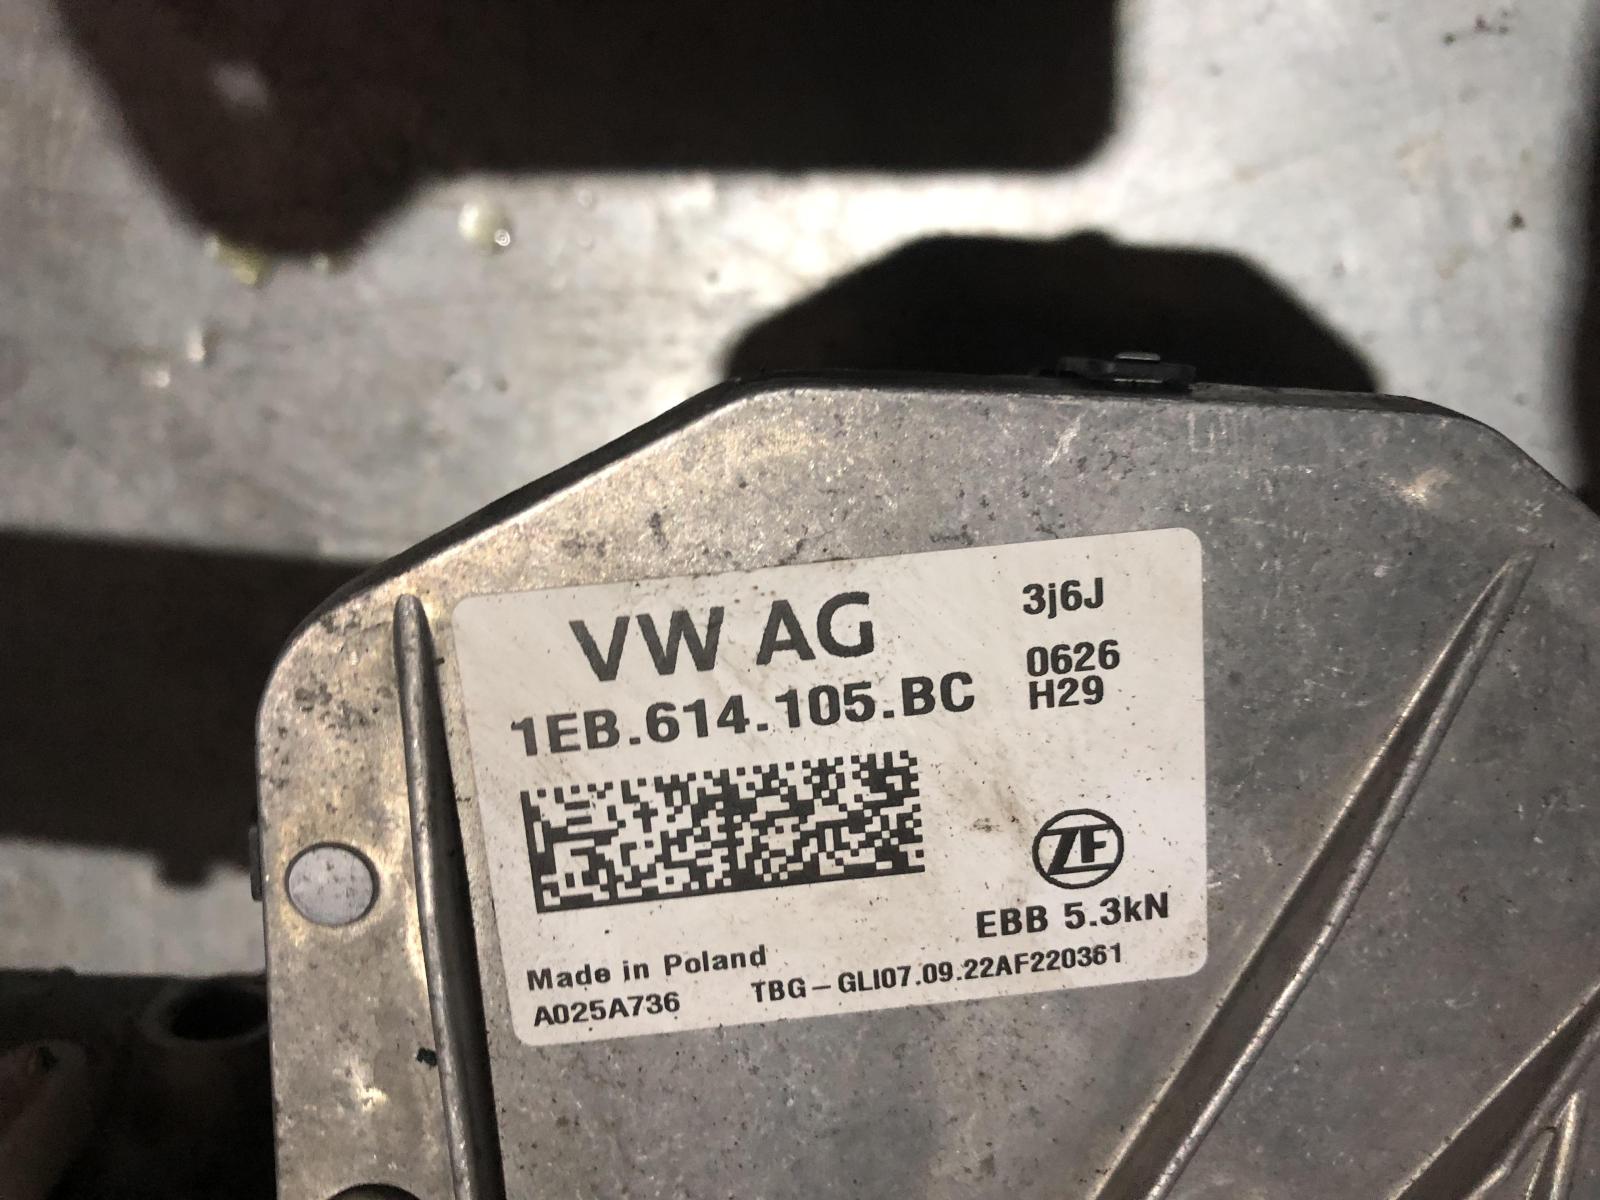 VW AG
3j6J
1EB.614.105.BC
0626
H29
ZF
EBB 5.3kN
Made in Poland
A025A736
TBG – GLI07.09.22AF220361